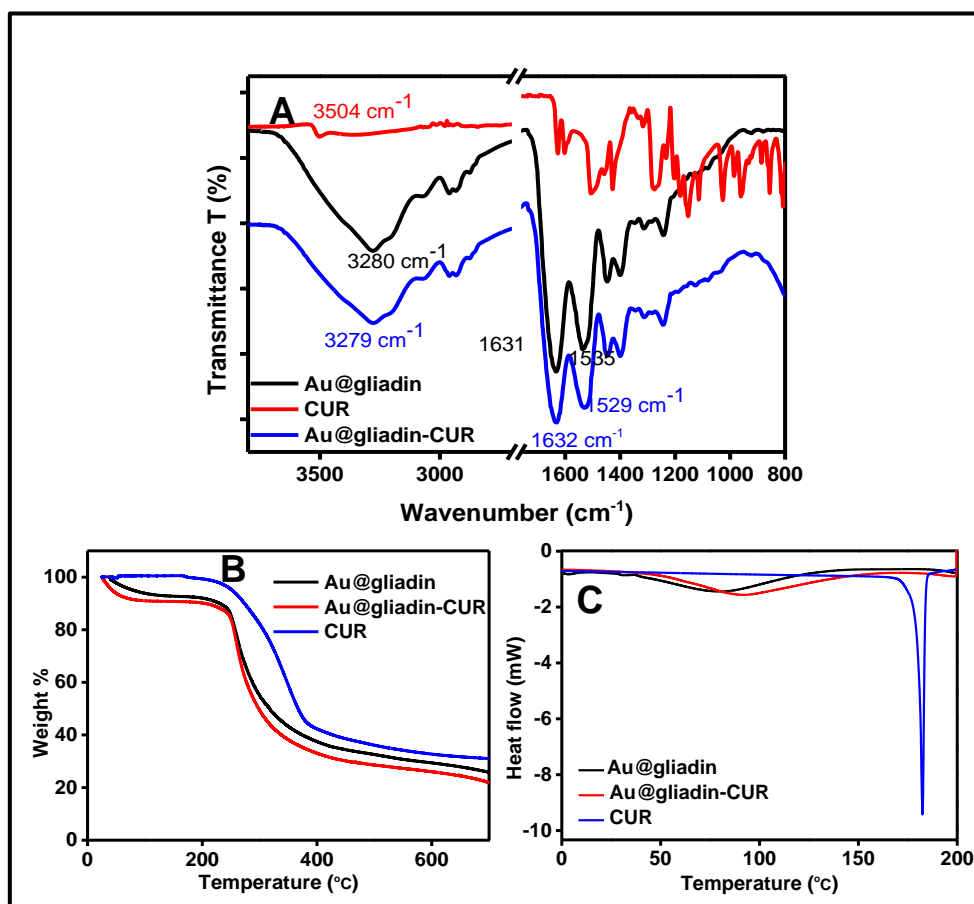 A
3504 cm-1
3280 cm-1
3279 cm-1
1631
1535
1529 cm-1
1632 cm-1
Au@gliadin
CUR
Au@gliadin-CUR
Transmittance T (%)
3500
3000
1600
1400
1200
1000
800
Wavenumber (cm-1)
B
Au@gliadin
Au@gliadin-CUR
CUR
Weight %
100
80
60
40
20
0
0
200
400
600
Temperature (°C)
C
Au@gliadin
Au@gliadin-CUR
CUR
Heat flow (mW)
0
-2
-4
-6
-8
-10
0
50
100
150
200
Temperature (°C)